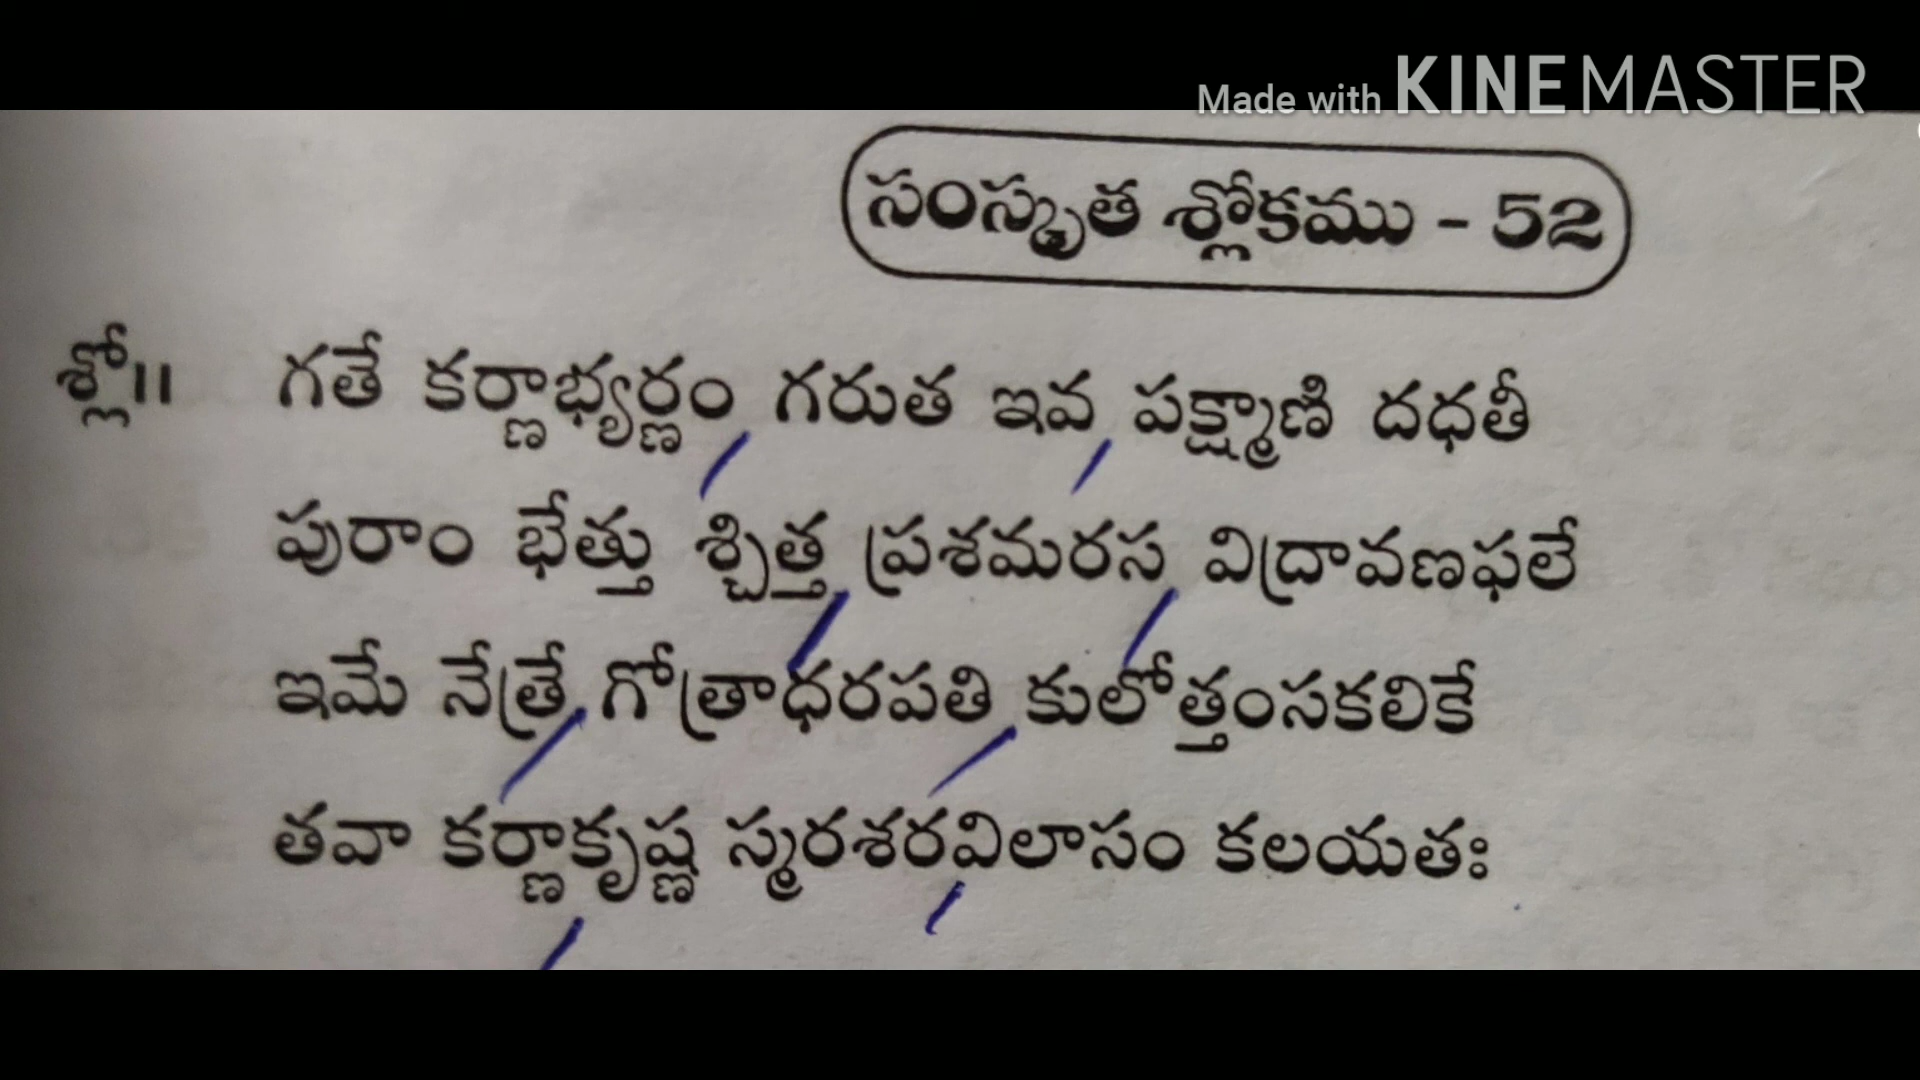 Made with KINEMASTER
సంస్కృత శ్లోకము - 52
శ్లో॥ గతే కర్ణాభ్యర్ణం గరుత ఇవ పక్ష్మాణి దధతీ
పురాం భేత్తు శ్చిత్త ప్రశమరస విద్రావణఫలే
ఇమే నేత్రే గోత్రాధరపతి కులోత్తంసకలికే
తవా కర్ణాకృష్ణ స్మరశరవిలాసం కలయతః